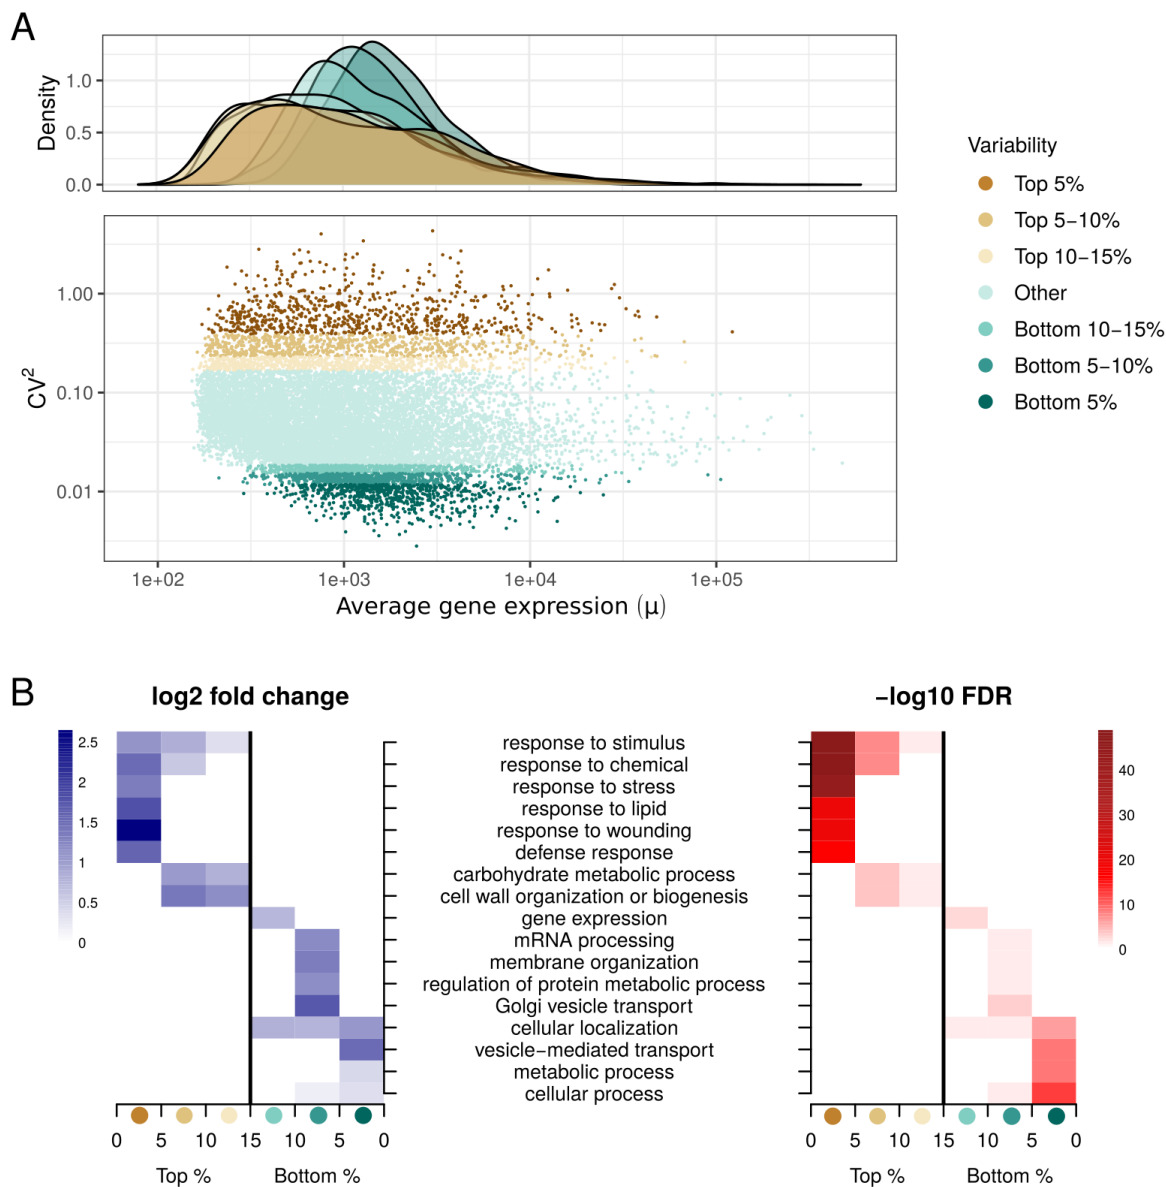 A
Density
1.0
0.5
0.0
CV2
1.00
0.10
0.01
1e+02
1e+03
1e+04
1e+05
Average gene expression (μ)
Variability
Top 5%
Top 5−10%
Top 10−15%
Other
Bottom 10−15%
Bottom 5−10%
Bottom 5%
B
log2 fold change
2.5
2
1.5
1
0.5
0
response to stimulus
response to chemical
response to stress
response to lipid
response to wounding
defense response
carbohydrate metabolic process
cell wall organization or biogenesis
gene expression
mRNA processing
membrane organization
regulation of protein metabolic process
Golgi vesicle transport
cellular localization
vesicle−mediated transport
metabolic process
cellular process
0 5 10 15 10 5 0
Top % Bottom %
−log10 FDR
40
30
20
10
0
0 5 10 15 10 5 0
Top % Bottom %